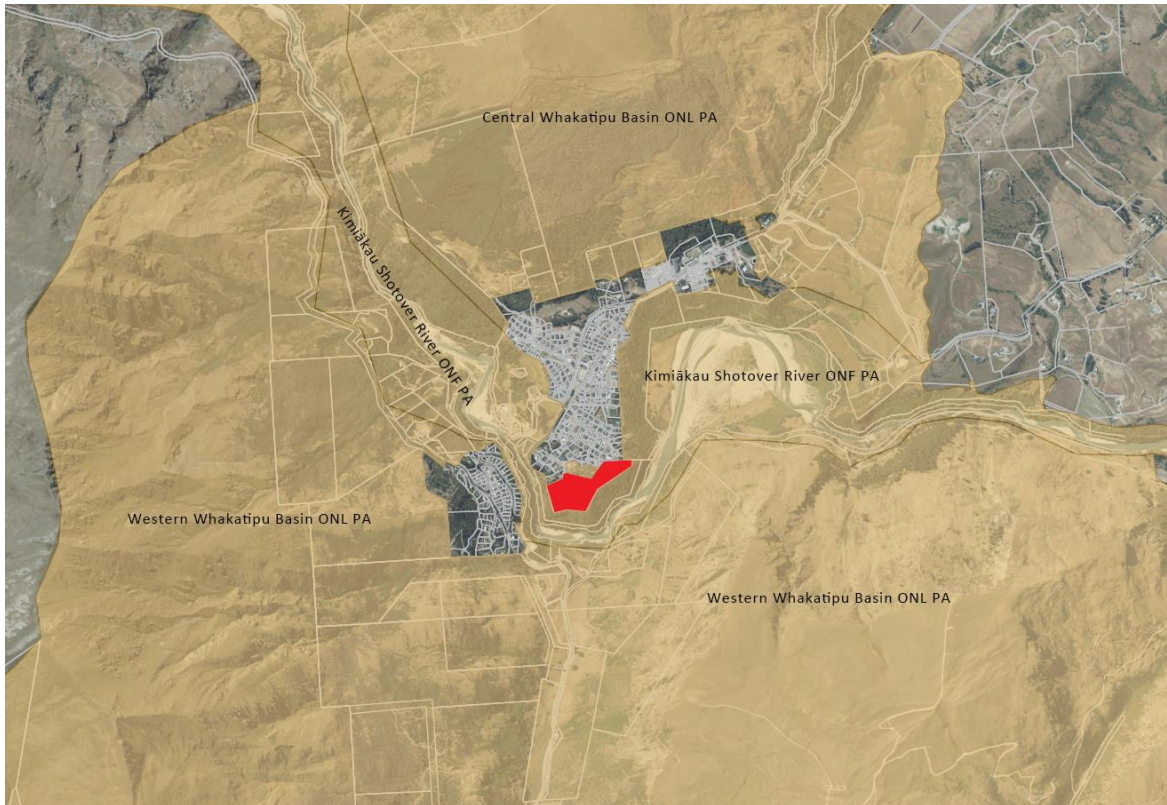 Central Whakatipu Basin ONL PA
Kimiākau Shotover River ONF PA
Kimiākau Shotover River ONF PA
Western Whakatipu Basin ONL PA
Western Whakatipu Basin ONL PA